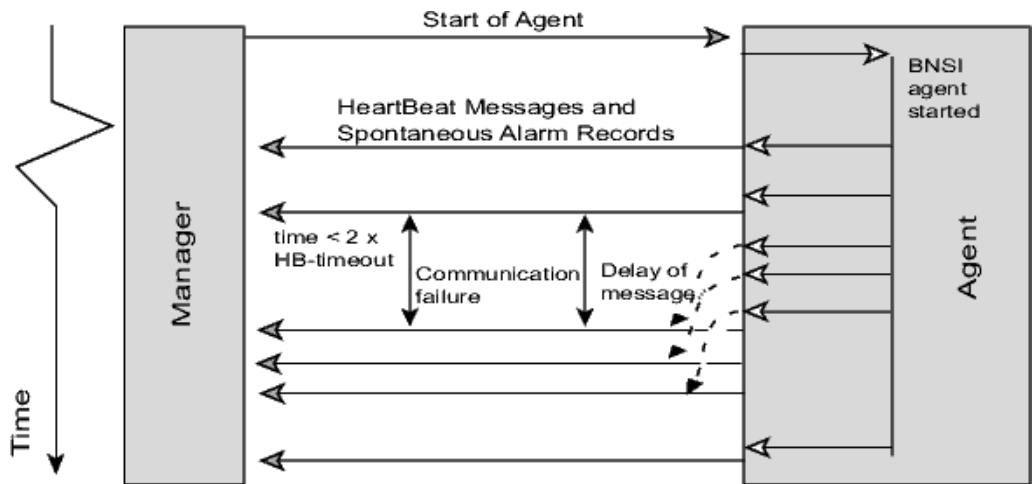 Start of Agent
BNSI
agent
started
HeartBeat Messages and
Spontaneous Alarm Records
time < 2 x
HB-timeout
Communication
failure
Delay of
message
Manager
Agent
Time